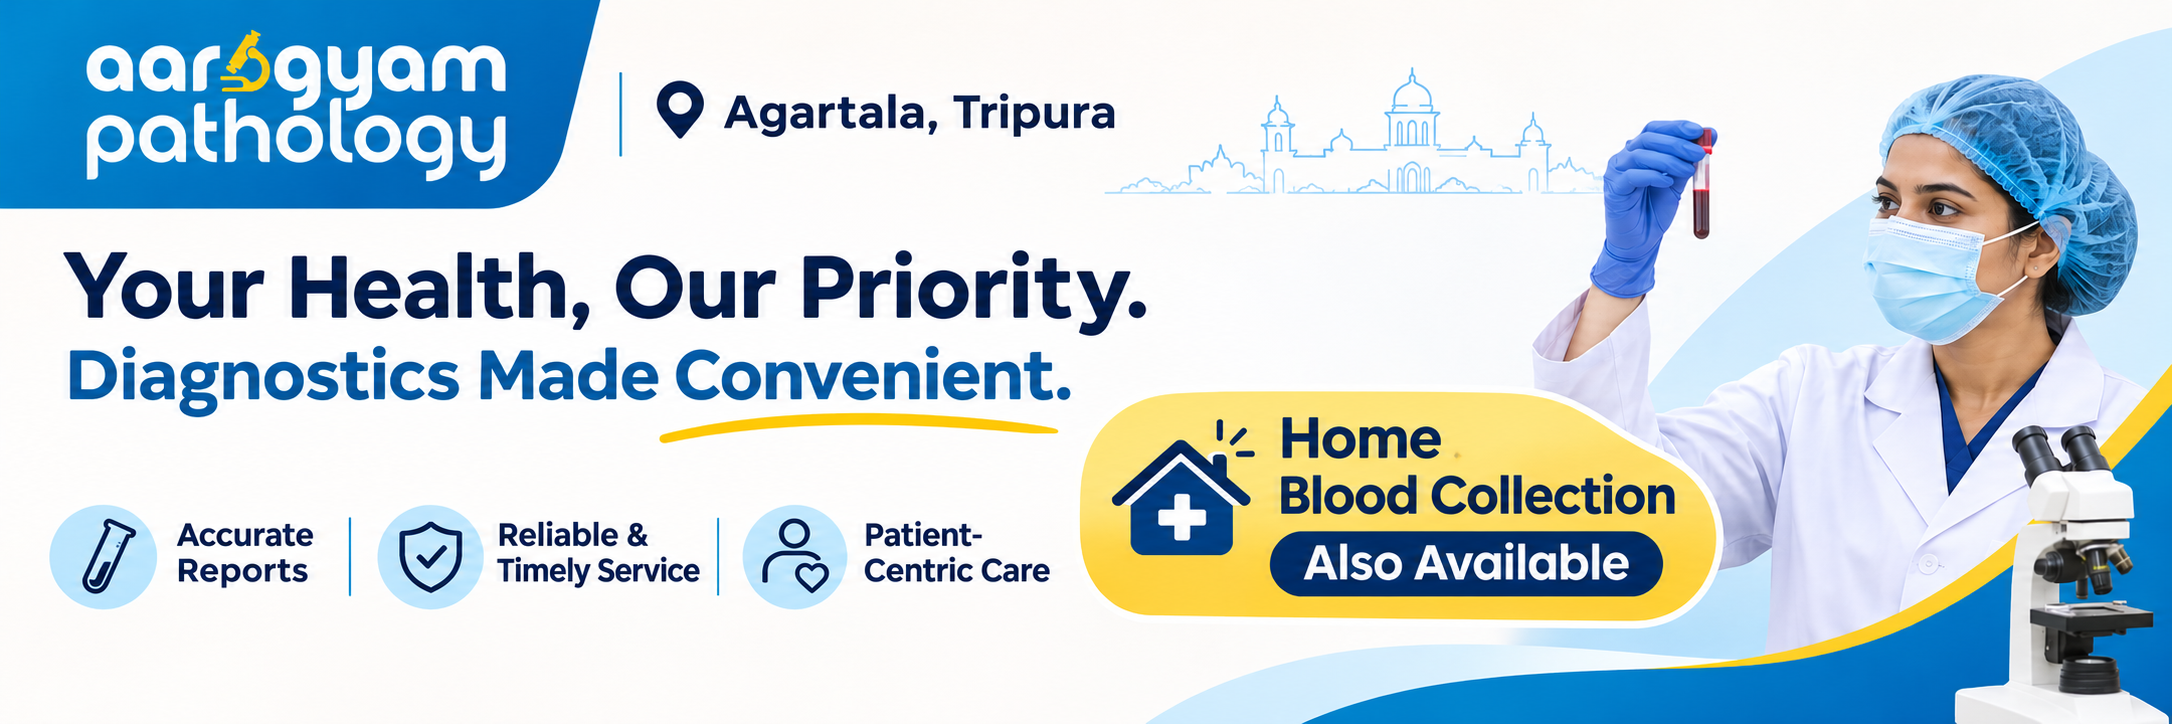 aarogyam
pathology
Agartala, Tripura
Your Health, Our Priority.
Diagnostics Made Convenient.
Accurate
Reports
Reliable &
Timely Service
Patient-
Centric Care
Home
Blood Collection
Also Available